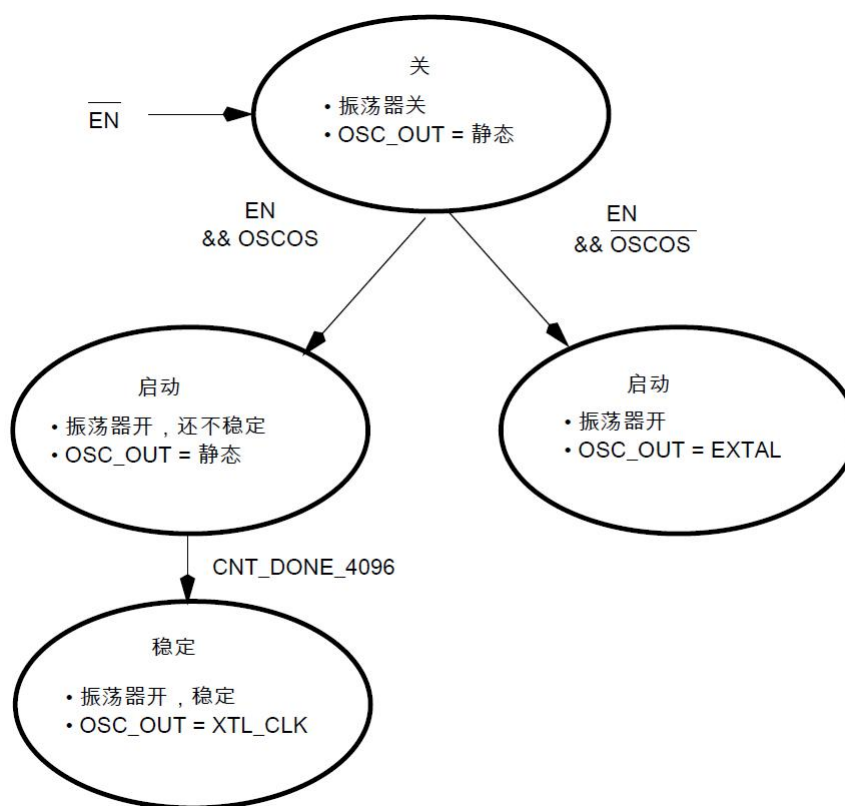 关
• 振荡器关
• OSC_OUT = 静态
EN
EN
&& OSCOS
EN
&& OSCOS
启动
• 振荡器开，还不稳定
• OSC_OUT = 静态
启动
• 振荡器开
• OSC_OUT = EXTAL
CNT_DONE_4096
稳定
• 振荡器开，稳定
• OSC_OUT = XTL_CLK